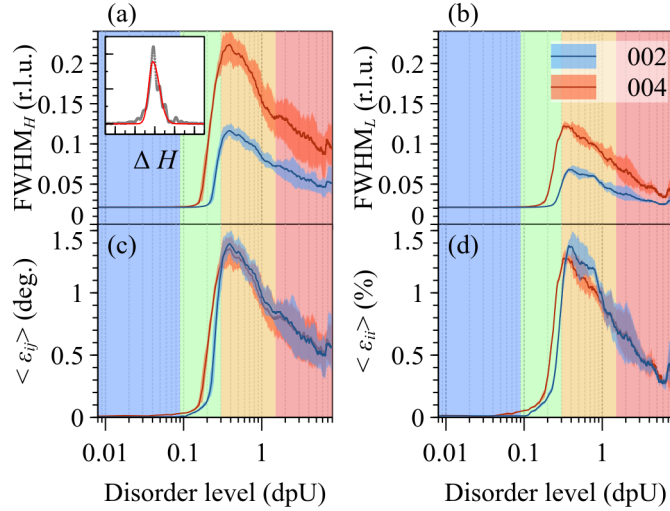 (a)
(b)
FWHM_H (r.l.u.)
0.2
0.15
0.1
0.05
0
Δ H
FWHM_L (r.l.u.)
0.2
0.15
0.1
0.05
0
002
004
(c)
(d)
< ε_ij> (deg.)
1.5
1
0.5
0
< ε_ii> (%)
1.5
1
0.5
0
0.01 0.1 1
0.01 0.1 1
Disorder level (dpU)
Disorder level (dpU)